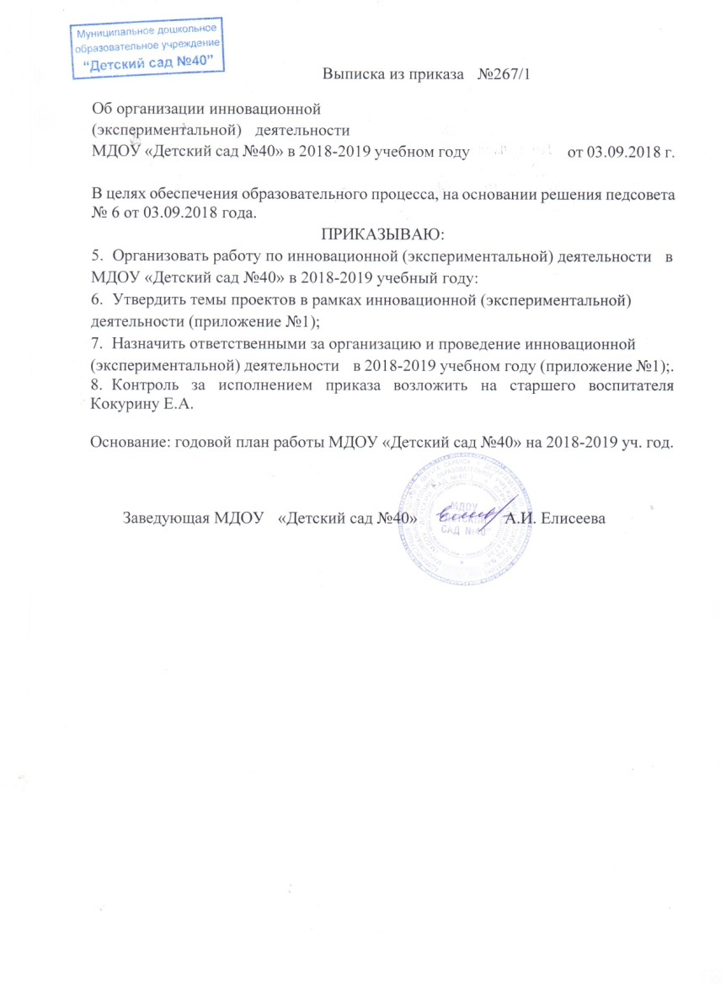 Муниципальное дошкольное
образовательное учреждение
“Детский сад №40”
Выписка из приказа №267/1
Об организации инновационной
(экспериментальной) деятельности
МДОУ «Детский сад №40» в 2018-2019 учебном году от 03.09.2018 г.
В целях обеспечения образовательного процесса, на основании решения педсовета
№ 6 от 03.09.2018 года.
ПРИКАЗЫВАЮ:
5. Организовать работу по инновационной (экспериментальной) деятельности в
МДОУ «Детский сад №40» в 2018-2019 учебный году:
6. Утвердить темы проектов в рамках инновационной (экспериментальной)
деятельности (приложение №1);
7. Назначить ответственными за организацию и проведение инновационной
(экспериментальной) деятельности в 2018-2019 учебном году (приложение №1);.
8. Контроль за исполнением приказа возложить на старшего воспитателя
Кокурину Е.А.
Основание: годовой план работы МДОУ «Детский сад №40» на 2018-2019 уч. год.
Заведующая МДОУ «Детский сад №40» А.И. Елисеева
МДОУ
ДЕТСКИЙ
САД №40